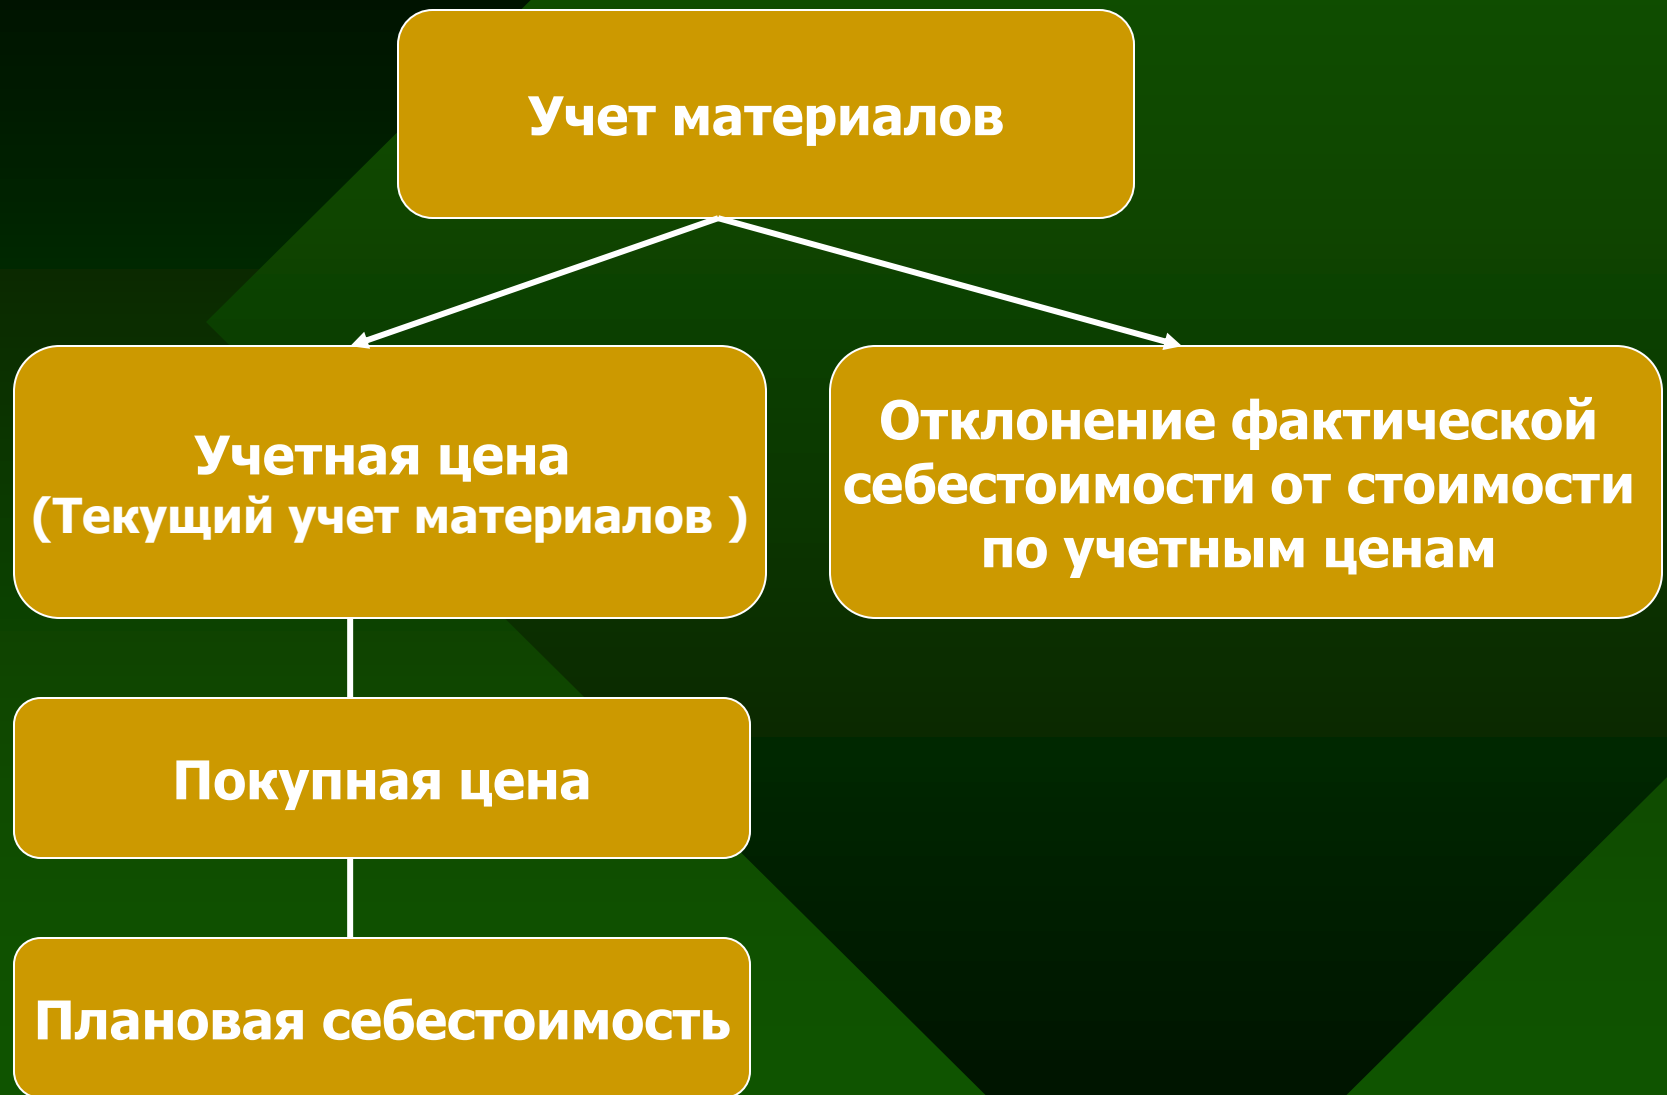 Учет материалов
Учетная цена
(Текущий учет материалов )
Отклонение фактической
себестоимости от стоимости
по учетным ценам
Покупная цена
Плановая себестоимость